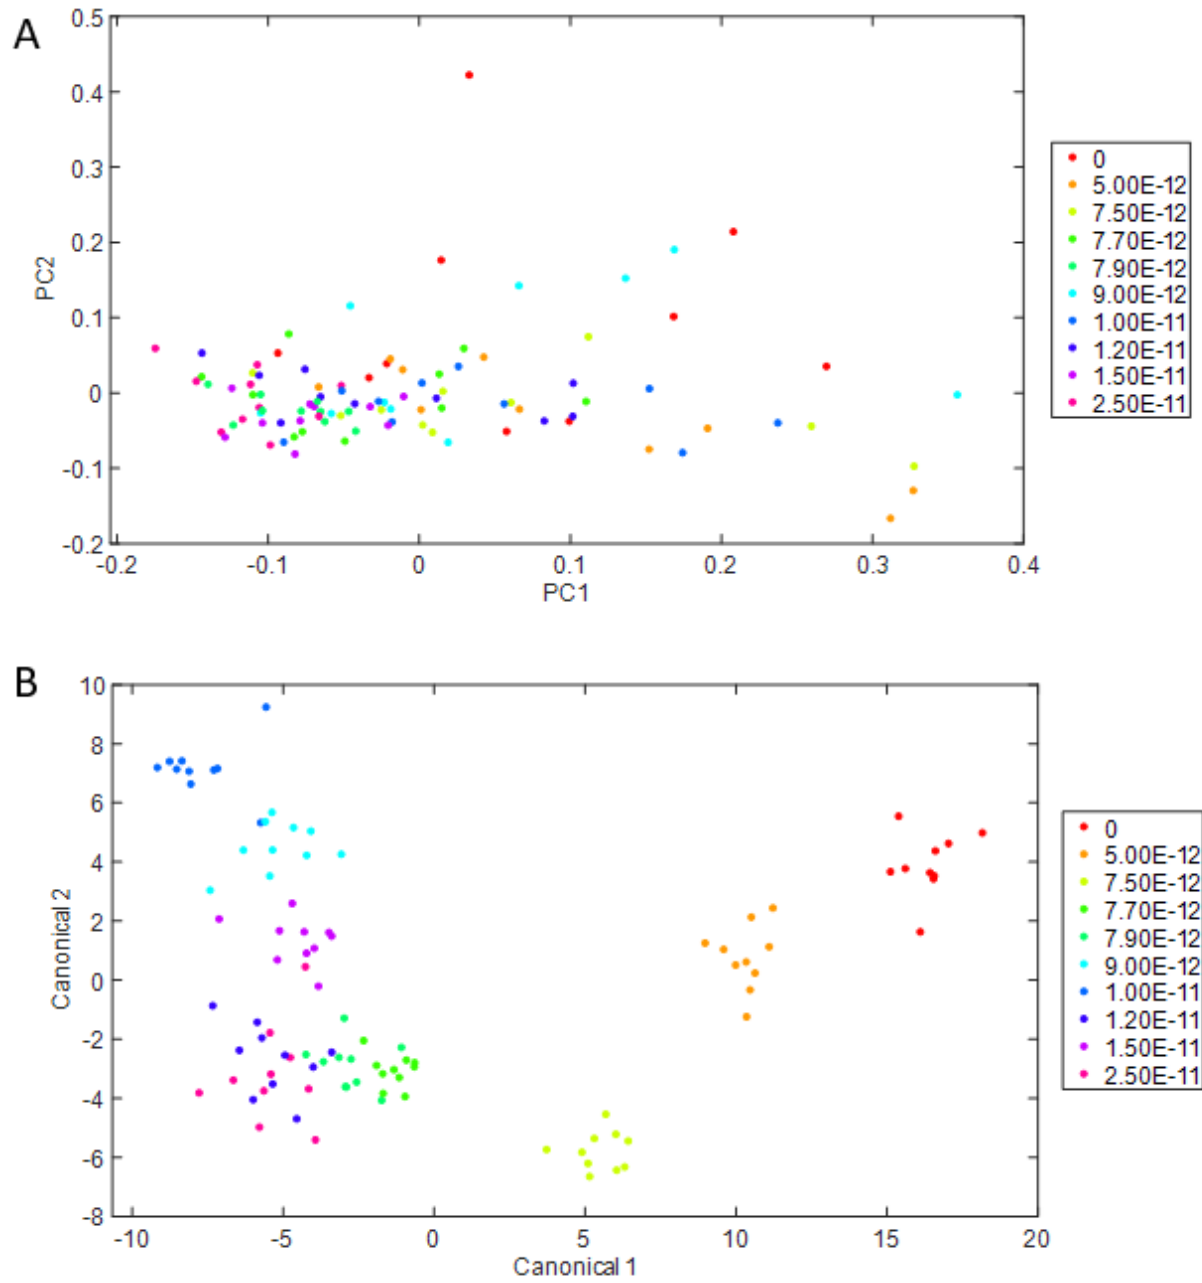 A
0.5
0.4
0.3
0.2
0.1
0
-0.1
-0.2
PC2
-0.2
-0.1
0
0.1
0.2
0.3
0.4
PC1
0
5.00E-12
7.50E-12
7.70E-12
7.90E-12
9.00E-12
1.00E-11
1.20E-11
1.50E-11
2.50E-11
B
10
8
6
4
2
0
-2
-4
-6
-8
Canonical 2
-10
-5
0
5
10
15
20
Canonical 1
0
5.00E-12
7.50E-12
7.70E-12
7.90E-12
9.00E-12
1.00E-11
1.20E-11
1.50E-11
2.50E-11